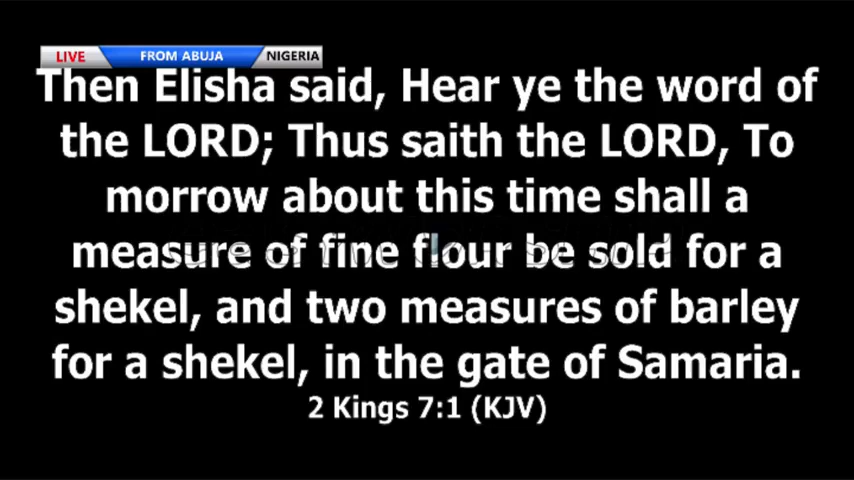 LIVE FROM ABUJA NIGERIA
Then Elisha said, Hear ye the word of
the LORD; Thus saith the LORD, To
morrow about this time shall a
measure of fine flour be sold for a
shekel, and two measures of barley
for a shekel, in the gate of Samaria.
2 Kings 7:1 (KJV)